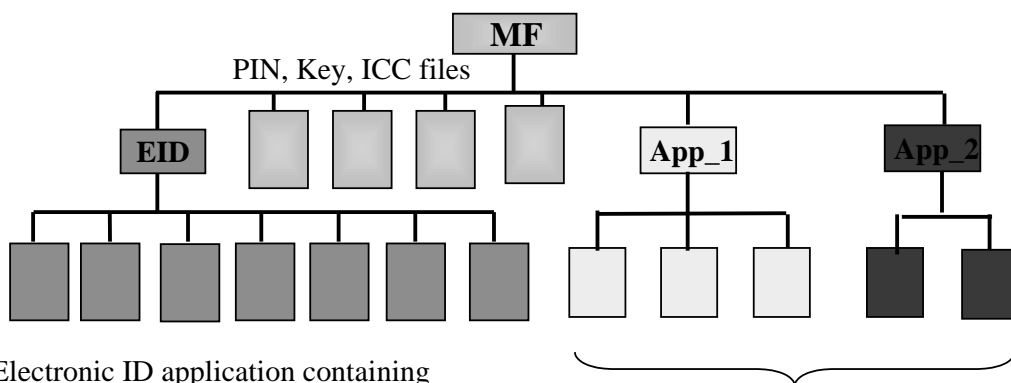 MF
PIN, Key, ICC files
EID
App_1
App_2
Electronic ID application containing